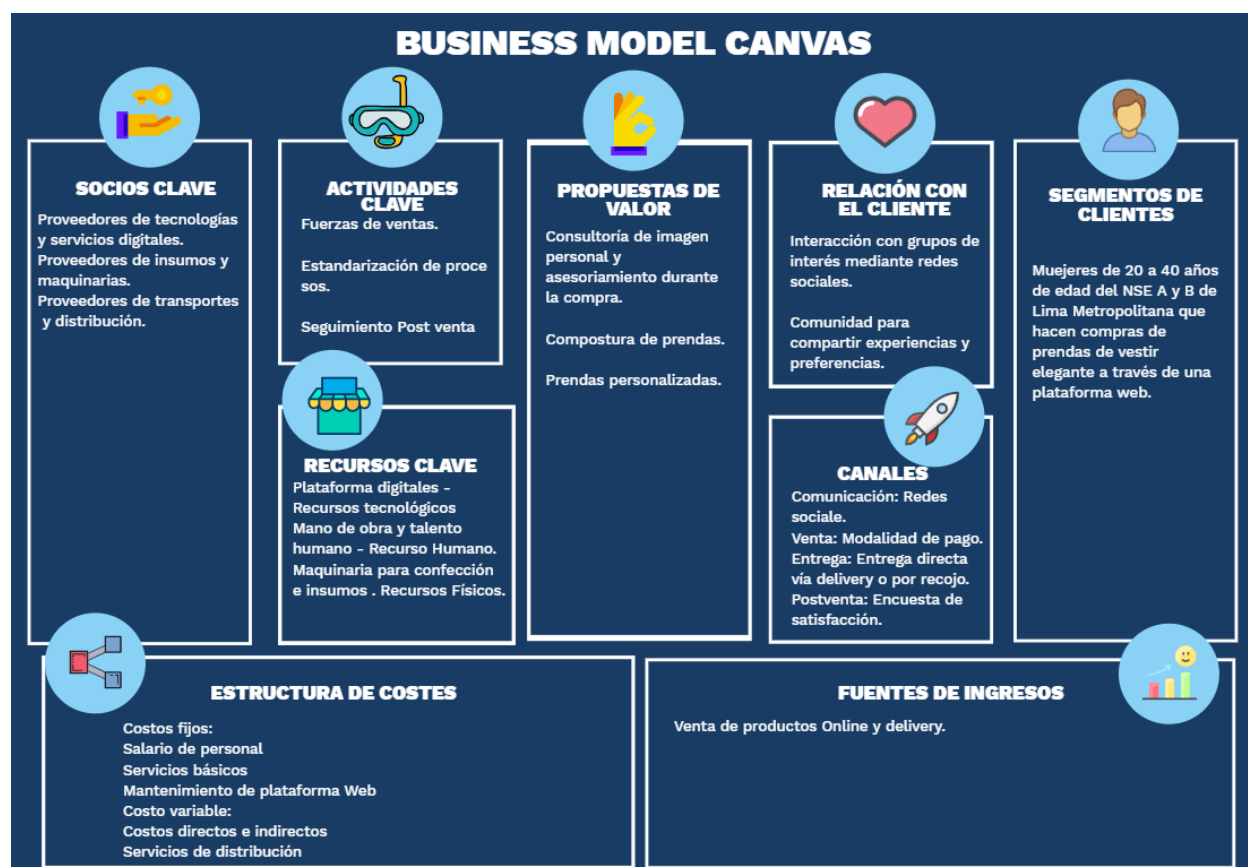 BUSINESS MODEL CANVAS
SOCIOS CLAVE
Proveedores de tecnologías
y servicios digitales.
Proveedores de insumos y
maquinarias.
Proveedores de transportes
y distribución.
ACTIVIDADES
CLAVE
Fuerzas de ventas.
Estandarización de proce
sos.
Seguimiento Post venta
RECURSOS CLAVE
Plataforma digitales -
Recursos tecnológicos
Mano de obra y talento
humano - Recurso Humano.
Maquinaria para confección
e insumos . Recursos Físicos.
PROPUESTAS DE
VALOR
Consultoría de imagen
personal y
asesoriamiento durante
la compra.
Compostura de prendas.
Prendas personalizadas.
RELACIÓN CON
EL CLIENTE
Interacción con grupos de
interés mediante redes
sociales.
Comunidad para
compartir experiencias y
preferencias.
CANALES
Comunicación: Redes
sociale.
Venta: Modalidad de pago.
Entrega: Entrega directa
vía delivery o por recojo.
Postventa: Encuesta de
satisfacción.
SEGMENTOS DE
CLIENTES
Muejeres de 20 a 40 años
de edad del NSE A y B de
Lima Metropolitana que
hacen compras de
prendas de vestir
elegante a través de una
plataforma web.
ESTRUCTURA DE COSTES
Costos fijos:
Salario de personal
Servicios básicos
Mantenimiento de plataforma Web
Costo variable:
Costos directos e indirectos
Servicios de distribución
FUENTES DE INGRESOS
Venta de productos Online y delivery.